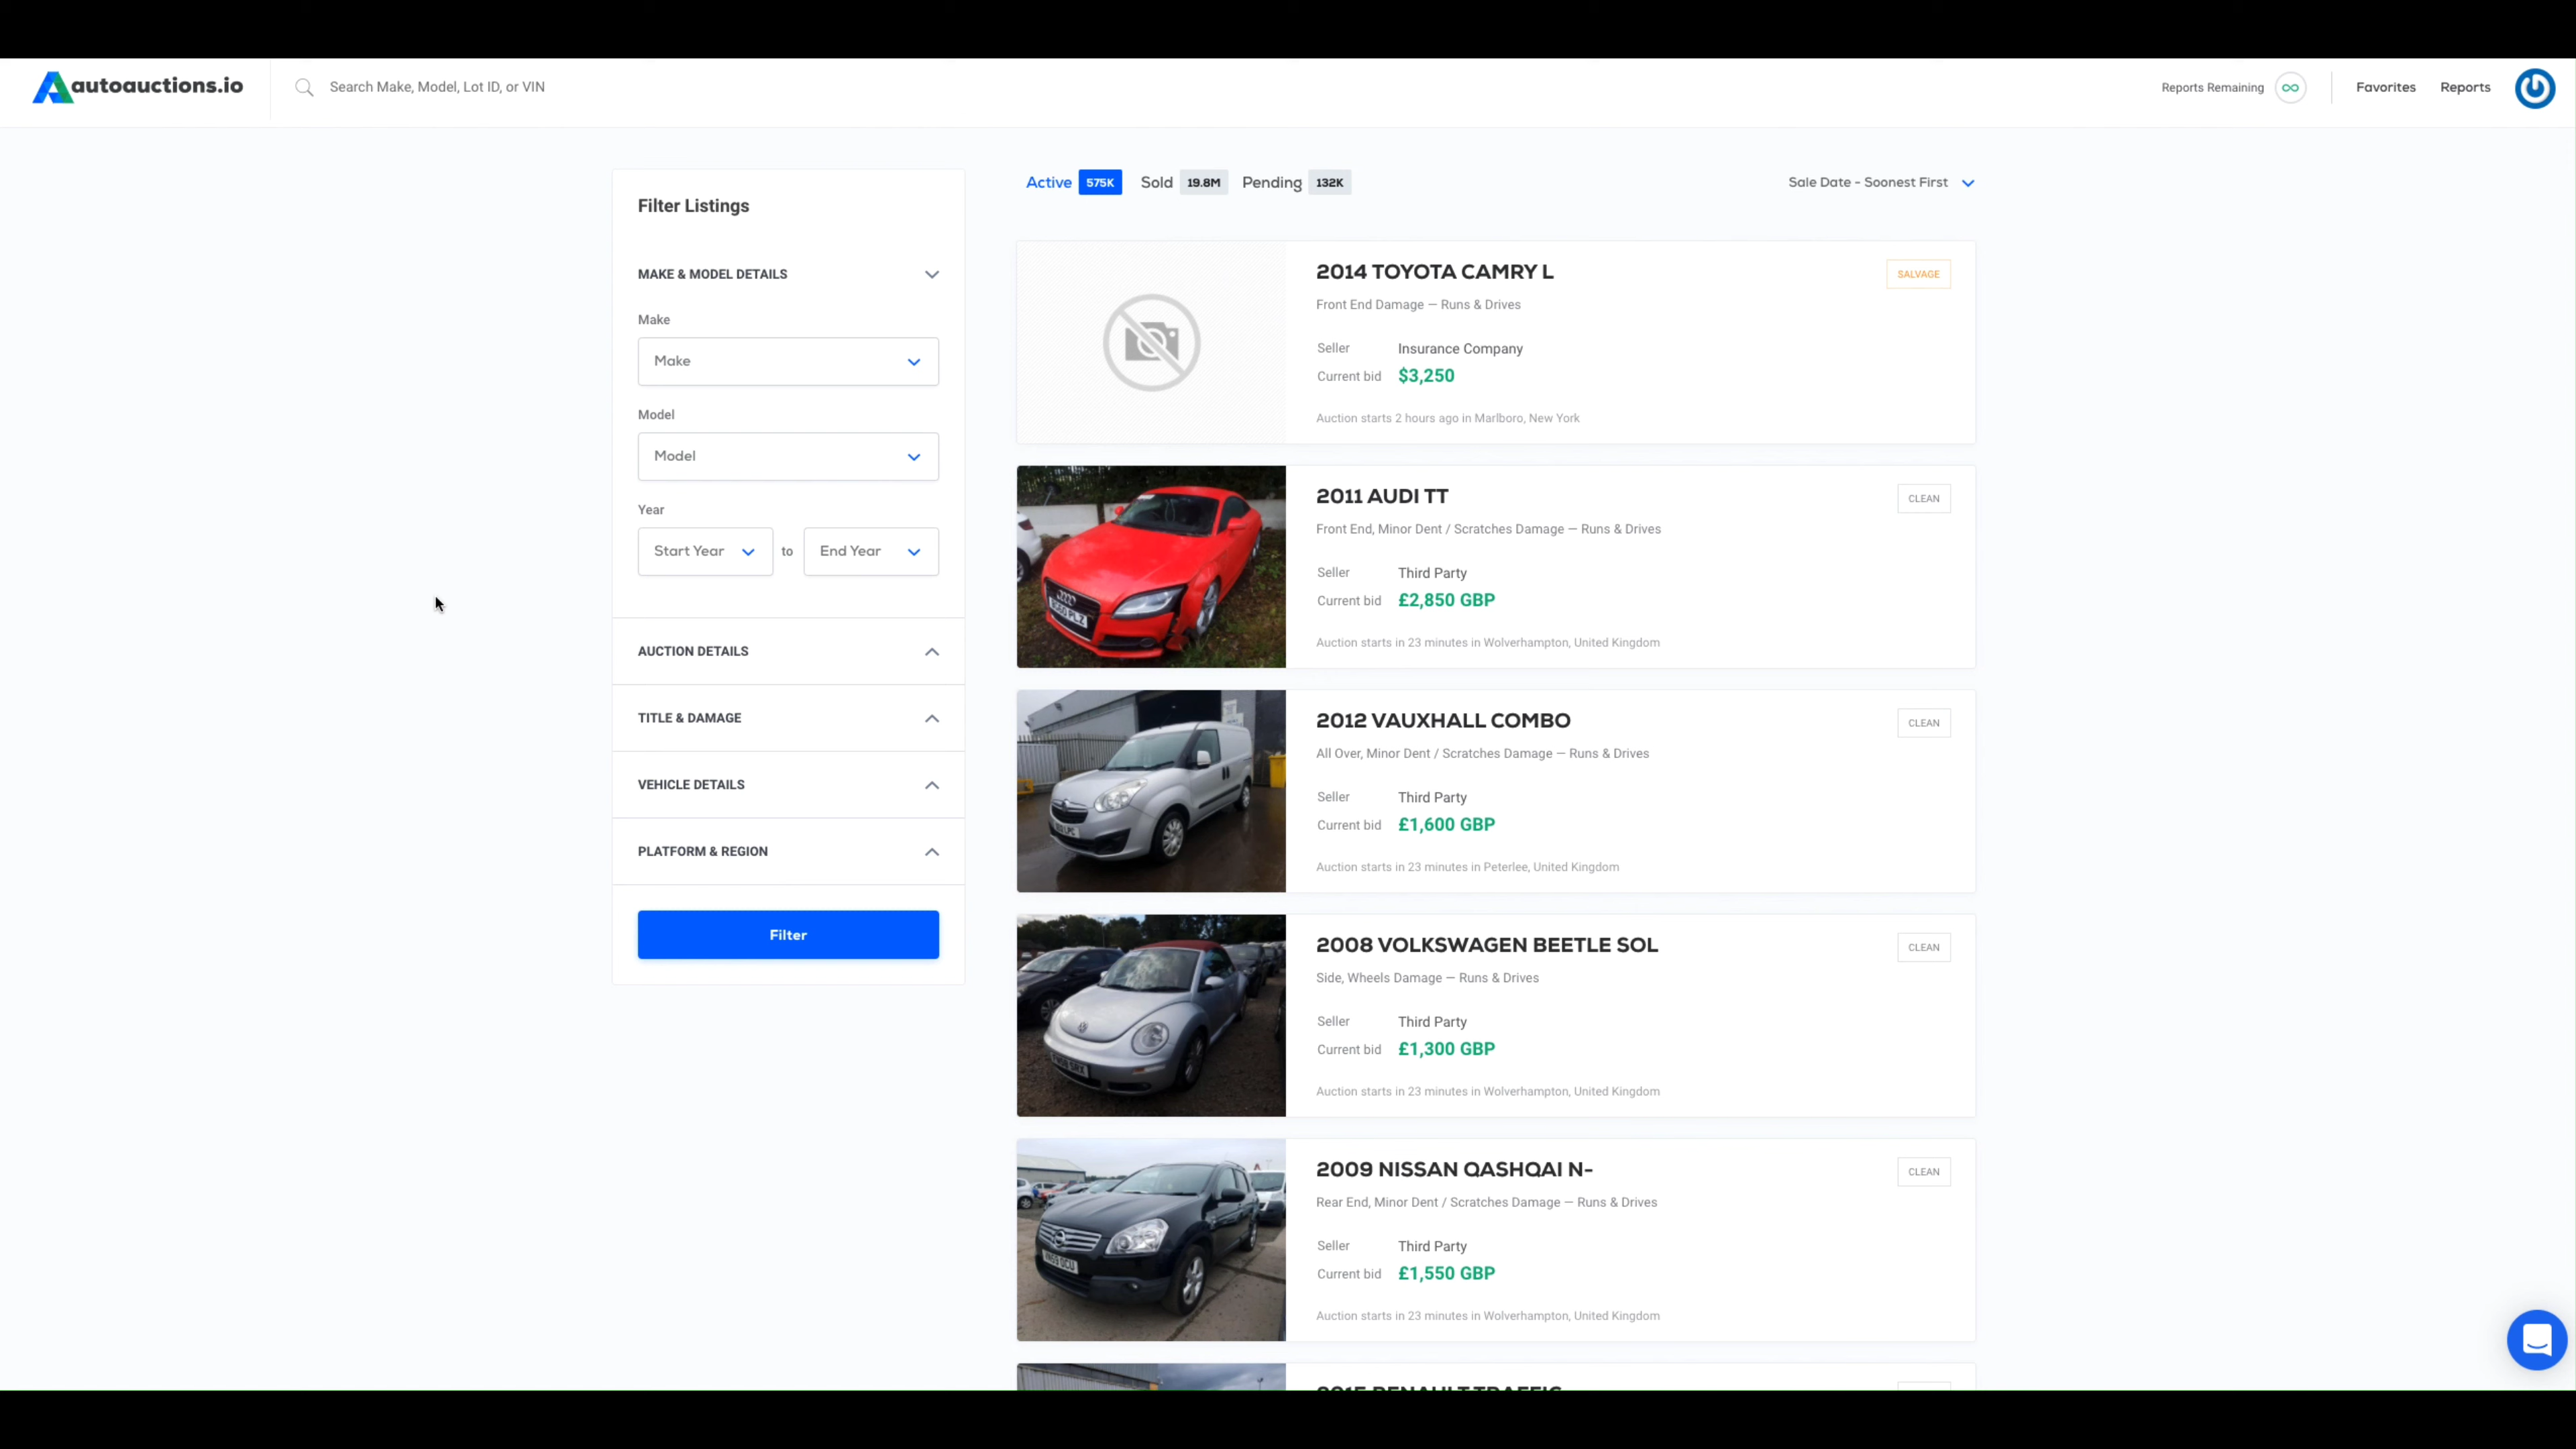 autoauctions.io
Search Make, Model, Lot ID, or VIN
Reports Remaining
Favorites
Reports
Filter Listings
MAKE & MODEL DETAILS
Make
Make
Model
Model
Year
Start Year to End Year
AUCTION DETAILS
TITLE & DAMAGE
VEHICLE DETAILS
PLATFORM & REGION
Filter
Active 575K Sold 19.8M Pending 132K
Sale Date - Soonest First
2014 TOYOTA CAMRY L
SALVAGE
Front End Damage — Runs & Drives
Seller Insurance Company
Current bid $3,250
Auction starts 2 hours ago in Marlboro, New York
2011 AUDI TT
CLEAN
Front End, Minor Dent / Scratches Damage — Runs & Drives
Seller Third Party
Current bid £2,850 GBP
Auction starts in 23 minutes in Wolverhampton, United Kingdom
2012 VAUXHALL COMBO
CLEAN
All Over, Minor Dent / Scratches Damage — Runs & Drives
Seller Third Party
Current bid £1,600 GBP
Auction starts in 23 minutes in Peterlee, United Kingdom
2008 VOLKSWAGEN BEETLE SOL
CLEAN
Side, Wheels Damage — Runs & Drives
Seller Third Party
Current bid £1,300 GBP
Auction starts in 23 minutes in Wolverhampton, United Kingdom
2009 NISSAN QASHQAI N-
CLEAN
Rear End, Minor Dent / Scratches Damage — Runs & Drives
Seller Third Party
Current bid £1,550 GBP
Auction starts in 23 minutes in Wolverhampton, United Kingdom